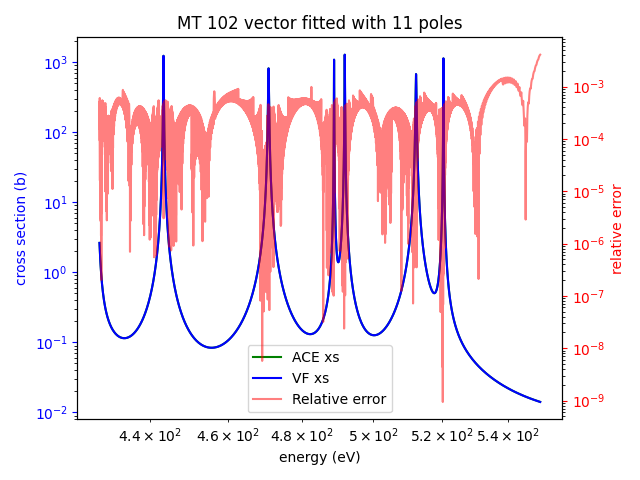 MT 102 vector fitted with 11 poles
10³
10²
10¹
10⁰
10⁻¹
10⁻²
cross section (b)
10⁻³
10⁻⁴
10⁻⁵
10⁻⁶
10⁻⁷
10⁻⁸
10⁻⁹
relative error
ACE xs
VF xs
Relative error
4.4 × 10² 4.6 × 10² 4.8 × 10² 5 × 10² 5.2 × 10² 5.4 × 10²
energy (eV)